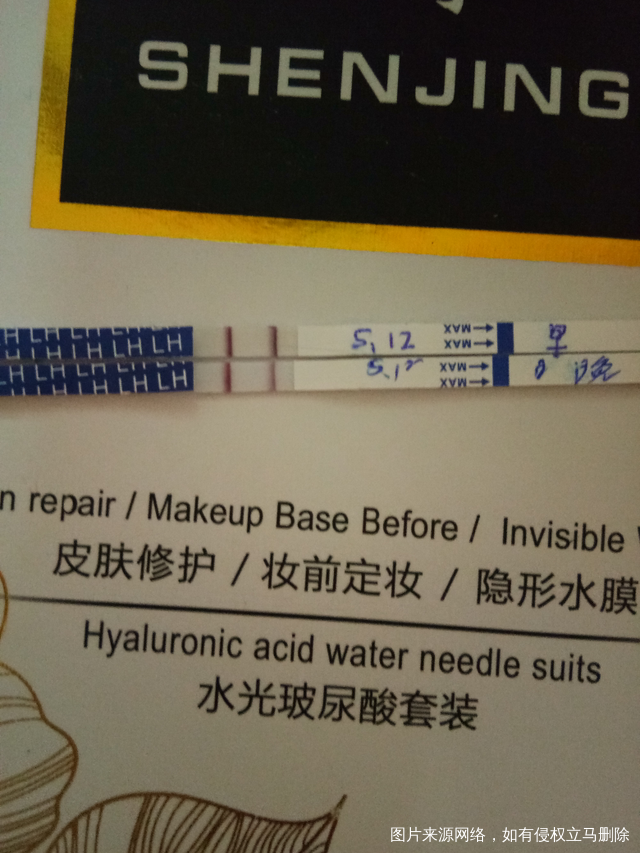 SHENJING
5.12 MAX MAX 早
5.12 MAX MAX 晚
n repair / Makeup Base Before / Invisible
皮肤修护 / 妆前定妆 / 隐形水膜
Hyaluronic acid water needle suits
水光玻尿酸套装
图片来源网络，如有侵权立马删除